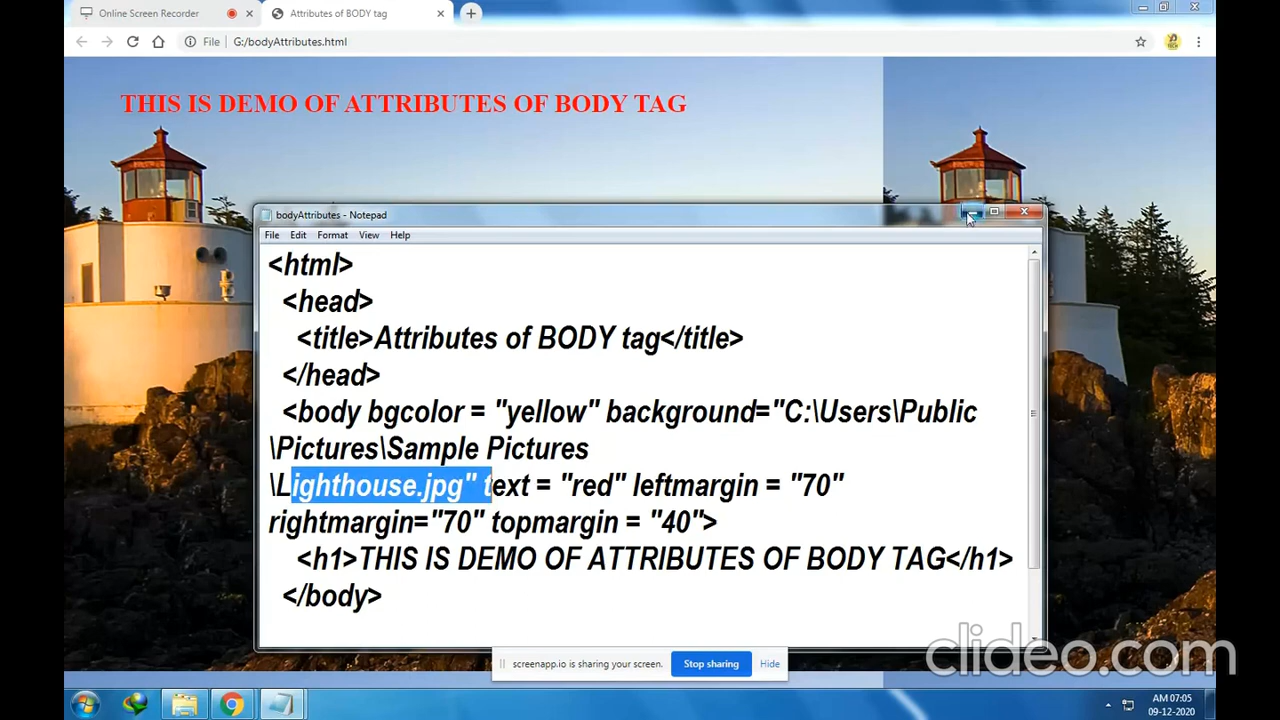 Online Screen Recorder
Attributes of BODY tag
File G:/bodyAttributes.html
THIS IS DEMO OF ATTRIBUTES OF BODY TAG
bodyAttributes - Notepad
File Edit Format View Help
<html>
<head>
<title>Attributes of BODY tag</title>
</head>
<body bgcolor = "yellow" background="C:\Users\Public
\Pictures\Sample Pictures
\Lighthouse.jpg" text = "red" leftmargin = "70"
rightmargin="70" topmargin = "40">
<h1>THIS IS DEMO OF ATTRIBUTES OF BODY TAG</h1>
</body>
screenapp.io is sharing your screen. Stop sharing Hide
clideo.com
AM 07:05
09-12-2020